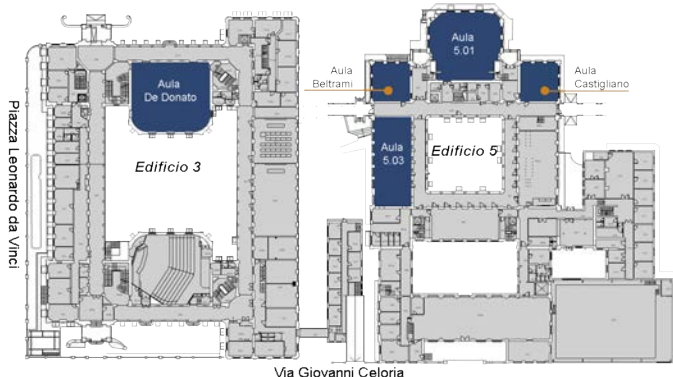 Aula
5.01
Aula
Beltrami
Aula
Castigliano
Aula
De Donato
Aula
5.03
Edificio 3
Edificio 5
Piazza Leonardo da Vinci
Via Giovanni Celoria